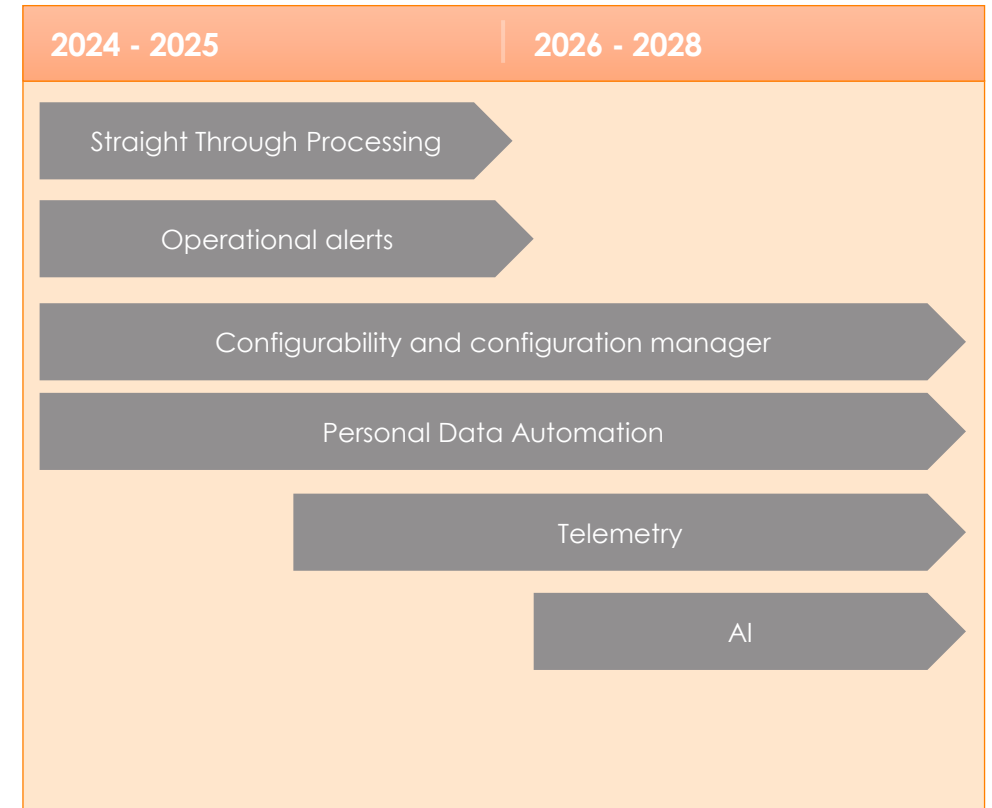 2024 - 2025
2026 - 2028
Straight Through Processing
Operational alerts
Configurability and configuration manager
Personal Data Automation
Telemetry
AI